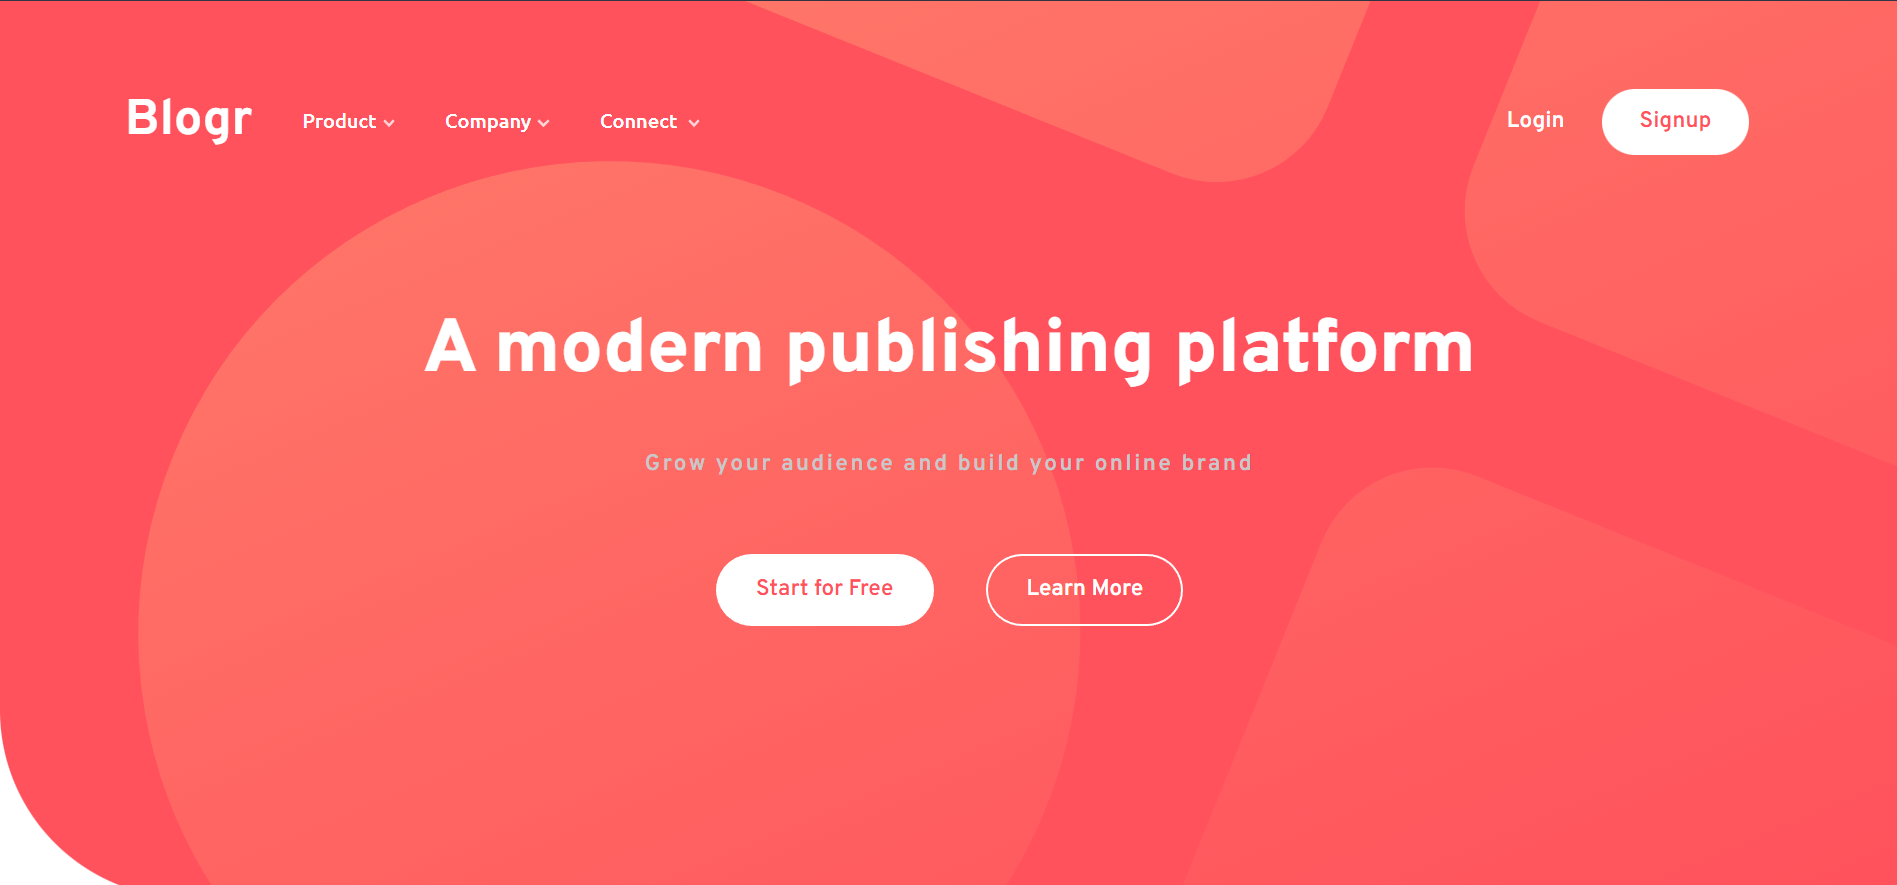 Blogr Product Company Connect Login Signup
A modern publishing platform
Grow your audience and build your online brand
Start for Free Learn More